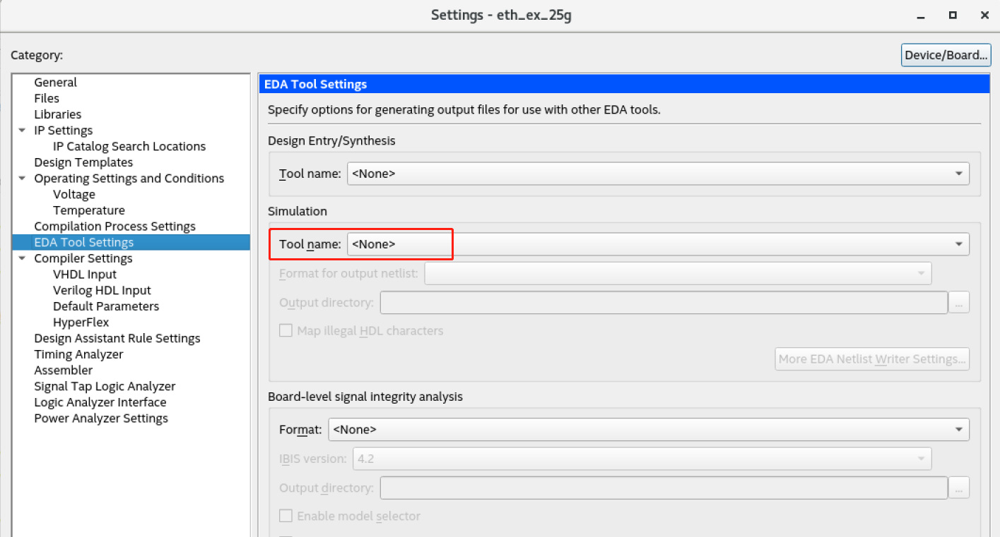 Settings - eth_ex_25g
Category:
Device/Board...
General
Files
Libraries
IP Settings
IP Catalog Search Locations
Design Templates
Operating Settings and Conditions
Voltage
Temperature
Compilation Process Settings
EDA Tool Settings
Compiler Settings
VHDL Input
Verilog HDL Input
Default Parameters
HyperFlex
Design Assistant Rule Settings
Timing Analyzer
Assembler
Signal Tap Logic Analyzer
Logic Analyzer Interface
Power Analyzer Settings
EDA Tool Settings
Specify options for generating output files for use with other EDA tools.
Design Entry/Synthesis
Tool name: <None>
Simulation
Tool name: <None>
Format for output netlist:
Output directory:
...
Map illegal HDL characters
More EDA Netlist Writer Settings...
Board-level signal integrity analysis
Format: <None>
IBIS version: 4.2
Output directory:
...
Enable model selector